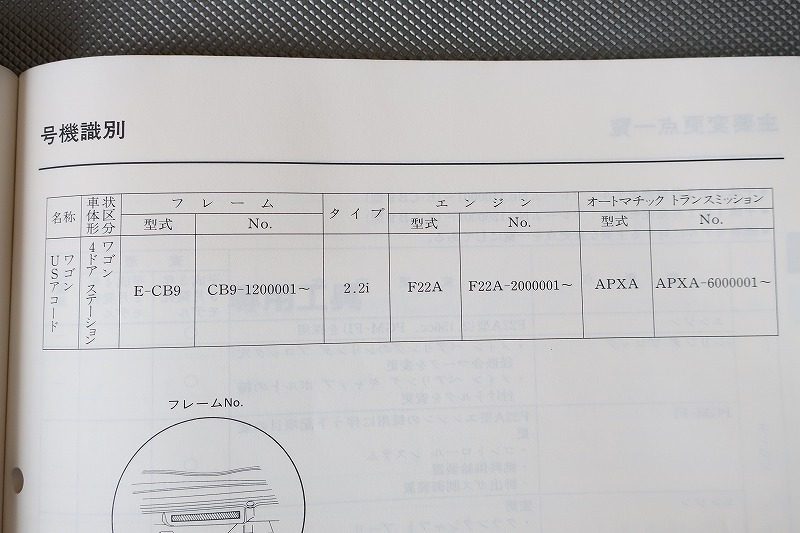 号機識別
名称 車体形状区分 フレーム タイプ エンジン オートマチック トランスミッション
型式 No. 型式 No. 型式 No.
USアコード ワゴン 4ドア ステーション ワゴン E-CB9 CB9-1200001～ 2.2i F22A F22A-2000001～ APXA APXA-6000001～
フレームNo.